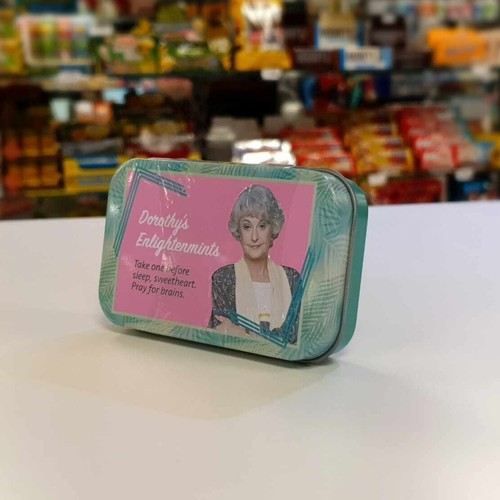 Dorothy's
Enlightenmints
Take one before
sleep, sweetheart.
Pray for brains.